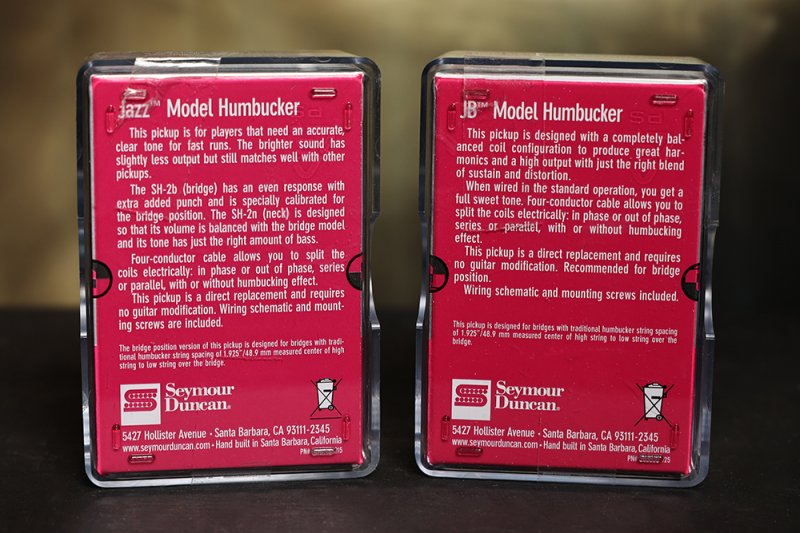 Jazz™ Model Humbucker
This pickup is for players that need an accurate,
clear tone for fast runs. The brighter sound has
slightly less output but still matches well with other
pickups.
The SH-2b (bridge) has an even response with
extra added punch and is specially calibrated for
the bridge position. The SH-2n (neck) is designed
so that its volume is balanced with the bridge model
and its tone has just the right amount of bass.
Four-conductor cable allows you to split the
coils electrically: in phase or out of phase, series
or parallel, with or without humbucking effect.
This pickup is a direct replacement and requires
no guitar modification. Wiring schematic and mount-
ing screws are included.
The bridge position version of this pickup is designed for bridges with tradi-
tional humbucker string spacing of 1.925"/48.9 mm measured center of high
string to low string over the bridge.
Seymour
Duncan®
5427 Hollister Avenue • Santa Barbara, CA 93111-2345
www.seymourduncan.com • Hand built in Santa Barbara, California
PN#
JB™ Model Humbucker
This pickup is designed with a completely bal-
anced coil configuration to produce great har-
monics and a high output with just the right blend
of sustain and distortion.
When wired in the standard operation, you get a
full sweet tone. Four-conductor cable allows you to
split the coils electrically: in phase or out of phase,
series or parallel, with or without humbucking
effect.
This pickup is a direct replacement and requires
no guitar modification. Recommended for bridge
position.
Wiring schematic and mounting screws included.
This pickup is designed for bridges with traditional humbucker string spacing
of 1.925"/48.9 mm measured center of high string to low string over the
bridge.
Seymour
Duncan®
5427 Hollister Avenue • Santa Barbara, CA 93111-2345
www.seymourduncan.com • Hand built in Santa Barbara, California
PN#